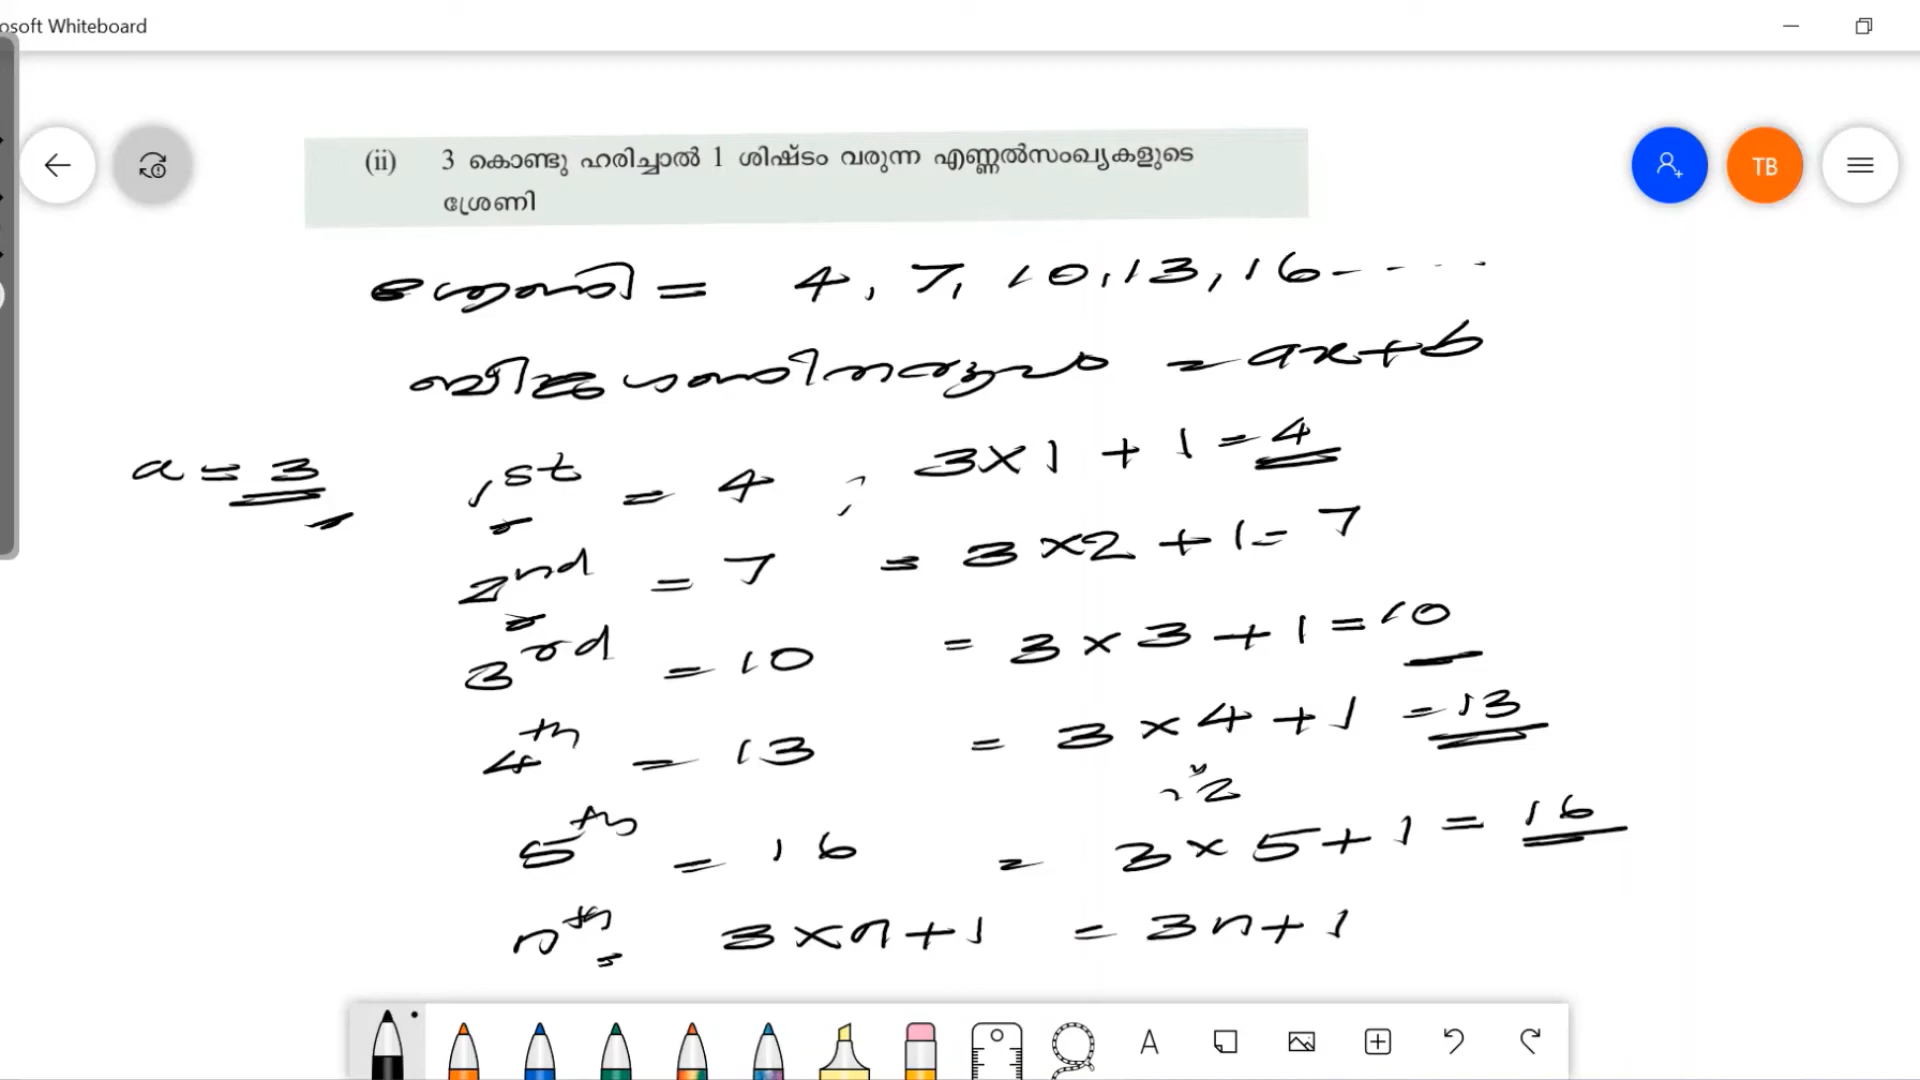 osoft Whiteboard
TB
(ii) 3 കൊണ്ടു ഹരിച്ചാൽ 1 ശിഷ്ടം വരുന്ന എണ്ണൽസംഖ്യകളുടെ
ശ്രേണി
ശ്രേണി = 4, 7, 10, 13, 16 - - - -
ബീജഗണിതരൂപം = ax+b
a = 3
1st = 4 , 3×1 + 1 = 4
2nd = 7 = 3×2 + 1 = 7
3rd = 10 = 3×3 + 1 = 10
4th = 13 = 3×4 + 1 = 13
5th = 16 = 3×5 + 1 = 16
nth = 3×n+1 = 3n+1